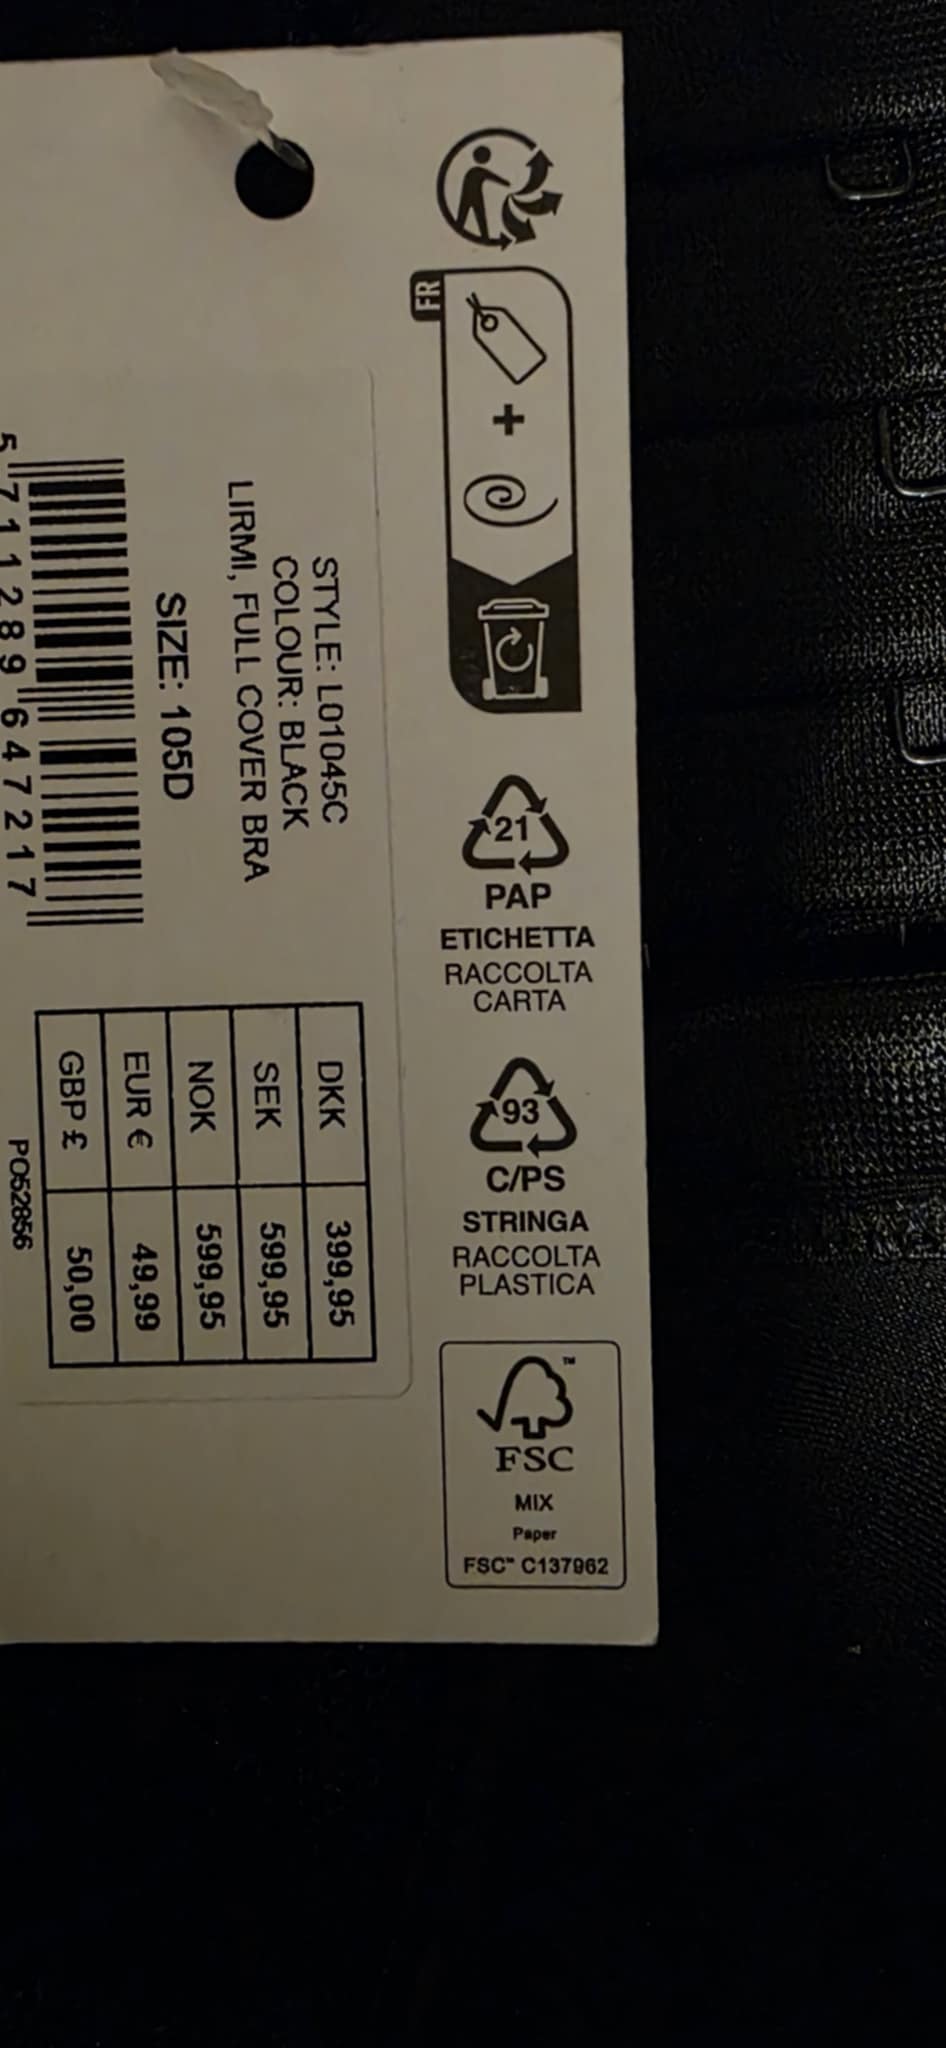 FR
+
21
PAP
ETICHETTA
RACCOLTA
CARTA
93
C/PS
STRINGA
RACCOLTA
PLASTICA
™
FSC
MIX
Paper
FSC™ C137962
STYLE: L01045C
COLOUR: BLACK
LIRMI, FULL COVER BRA
SIZE: 105D
5 711289 647217
DKK 399,95
SEK 599,95
NOK 599,95
EUR € 49,99
GBP £ 50,00
PO52856